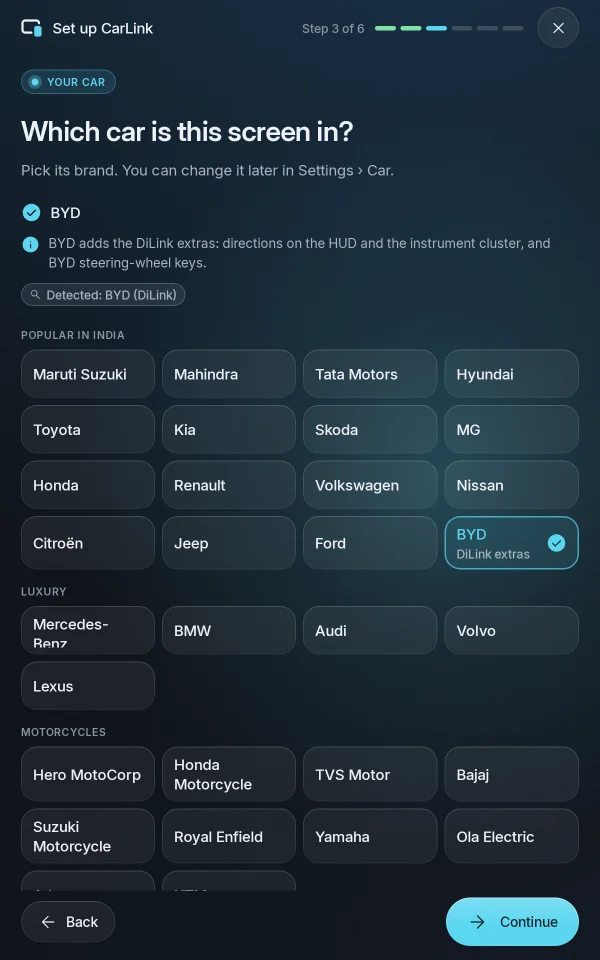 Set up CarLink
Step 3 of 6
YOUR CAR
Which car is this screen in?
Pick its brand. You can change it later in Settings › Car.
BYD
BYD adds the DiLink extras: directions on the HUD and the instrument cluster, and
BYD steering-wheel keys.
Detected: BYD (DiLink)
POPULAR IN INDIA
Maruti Suzuki
Mahindra
Tata Motors
Hyundai
Toyota
Kia
Skoda
MG
Honda
Renault
Volkswagen
Nissan
Citroën
Jeep
Ford
BYD
DiLink extras
LUXURY
Mercedes-
Benz
BMW
Audi
Volvo
Lexus
MOTORCYCLES
Hero MotoCorp
Honda
Motorcycle
TVS Motor
Bajaj
Suzuki
Motorcycle
Royal Enfield
Yamaha
Ola Electric
Back
Continue